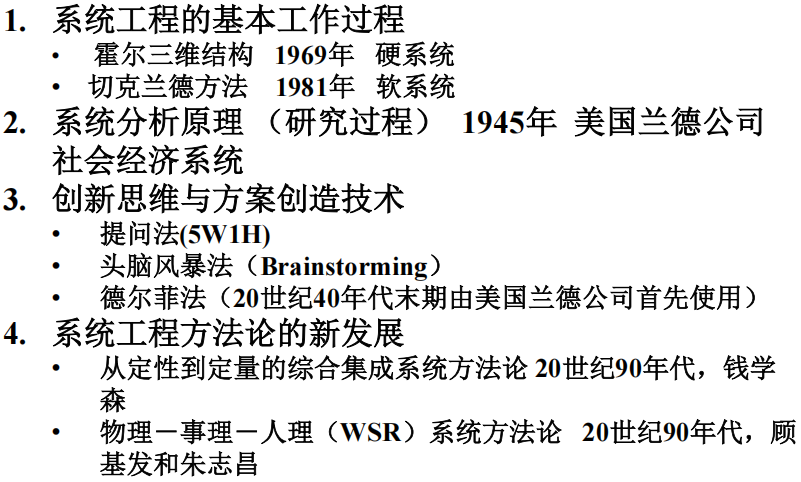 1. 系统工程的基本工作过程
• 霍尔三维结构 1969年 硬系统
• 切克兰德方法 1981年 软系统
2. 系统分析原理 （研究过程） 1945年 美国兰德公司
社会经济系统
3. 创新思维与方案创造技术
• 提问法(5W1H)
• 头脑风暴法（Brainstorming）
• 德尔菲法（20世纪40年代末期由美国兰德公司首先使用）
4. 系统工程方法论的新发展
• 从定性到定量的综合集成系统方法论 20世纪90年代，钱学
森
• 物理－事理－人理（WSR）系统方法论 20世纪90年代，顾
基发和朱志昌